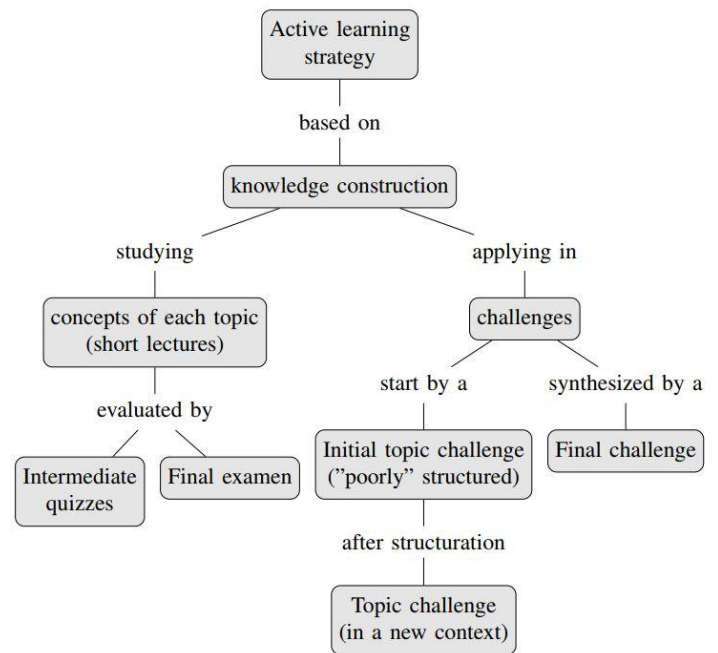 Active learning
strategy
based on
knowledge construction
studying
applying in
concepts of each topic
(short lectures)
challenges
evaluated by
start by a
synthesized by a
Intermediate
quizzes
Final examen
Initial topic challenge
(”poorly” structured)
Final challenge
after structuration
Topic challenge
(in a new context)